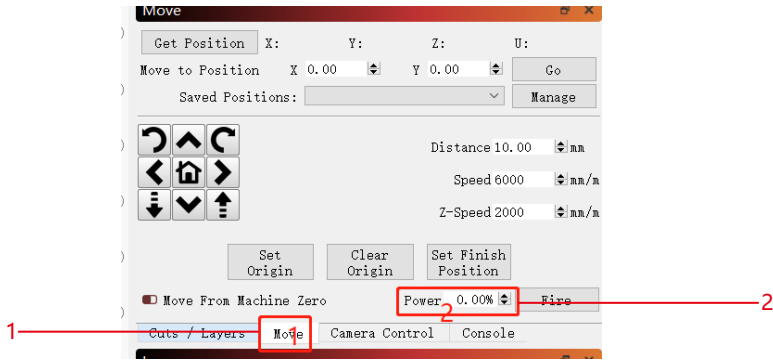 Move
Get Position X: Y: Z: U:
Move to Position X 0.00 Y 0.00 Go
Saved Positions: Manage
Distance 10.00 mm
Speed 6000 mm/m
Z-Speed 2000 mm/m
Set Origin Clear Origin Set Finish Position
Move From Machine Zero Power 0.00% Fire
2 2
1 Cuts / Layers Move 1 Camera Control Console